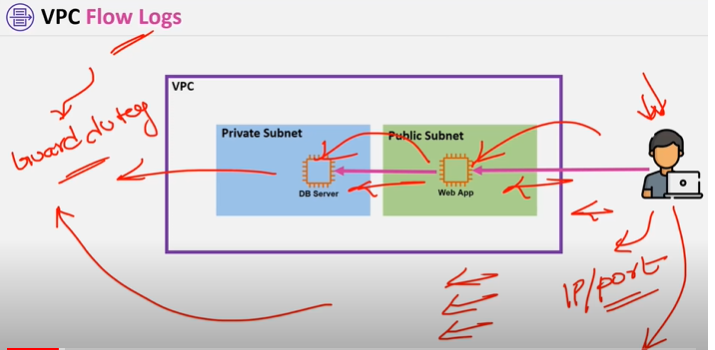 VPC Flow Logs
VPC
Private Subnet
Public Subnet
DB Server
Web App
Guard duty
IP/port